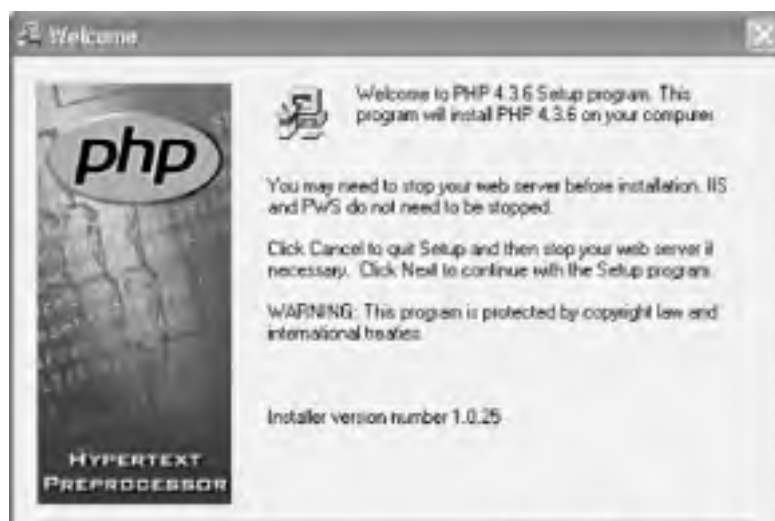 Welcome
php
HYPERTEXT
PREPROCESSOR
Welcome to PHP 4.3.6 Setup program. This
program will install PHP 4.3.6 on your computer
You may need to stop your web server before installation. IIS
and PWS do not need to be stopped.
Click Cancel to quit Setup and then stop your web server if
necessary. Click Next to continue with the Setup program.
WARNING: This program is protected by copyright law and
international treaties.
Installer version number 1.0.25